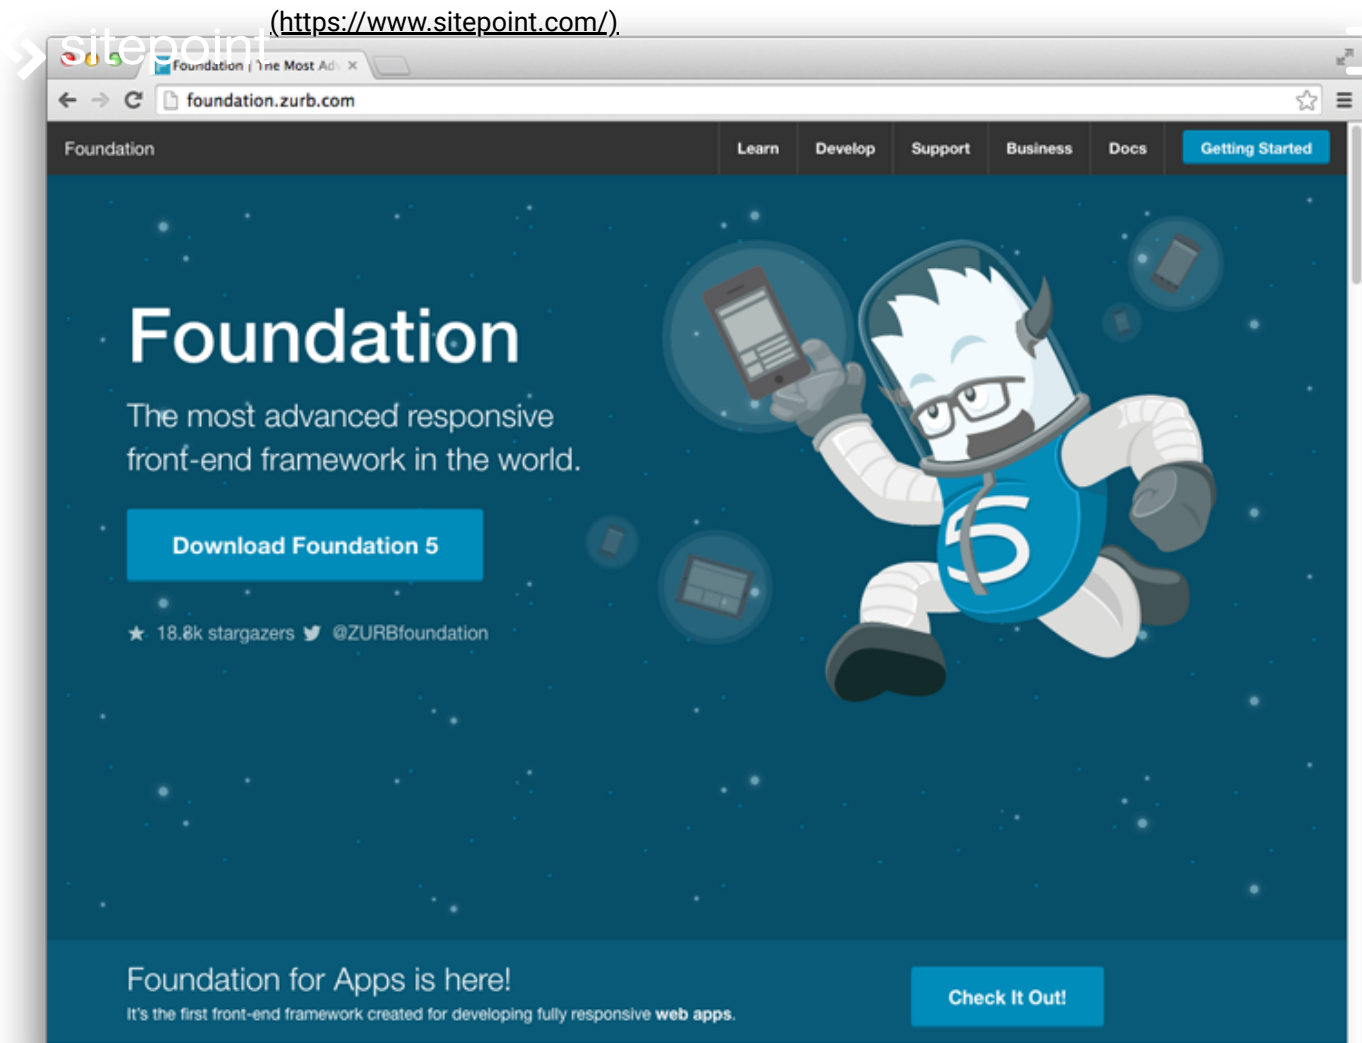 (https://www.sitepoint.com/)
sitepoint
Foundation | The Most Adv
foundation.zurb.com
Foundation
Learn
Develop
Support
Business
Docs
Getting Started
Foundation
The most advanced responsive
front-end framework in the world.
Download Foundation 5
18.8k stargazers @ZURBfoundation
5
Foundation for Apps is here!
It's the first front-end framework created for developing fully responsive web apps.
Check It Out!